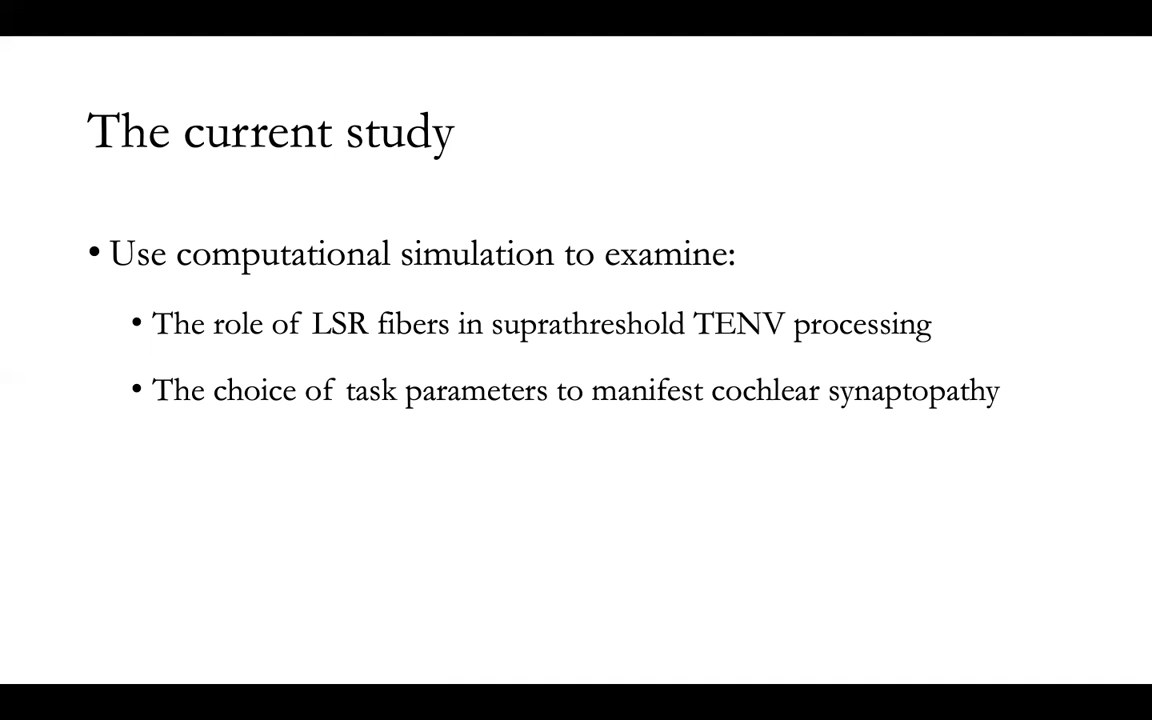 The current study
• Use computational simulation to examine:
• The role of LSR fibers in suprathreshold TENV processing
• The choice of task parameters to manifest cochlear synaptopathy